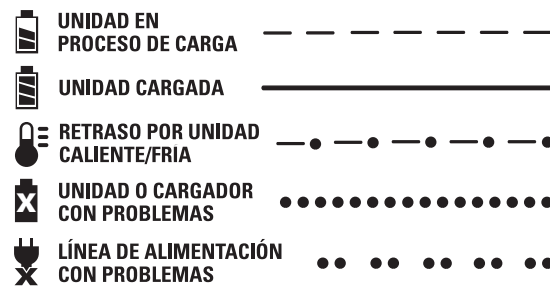 UNIDAD EN
PROCESO DE CARGA
UNIDAD CARGADA
RETRASO POR UNIDAD
CALIENTE/FRÍA
UNIDAD O CARGADOR
CON PROBLEMAS
LÍNEA DE ALIMENTACIÓN
CON PROBLEMAS